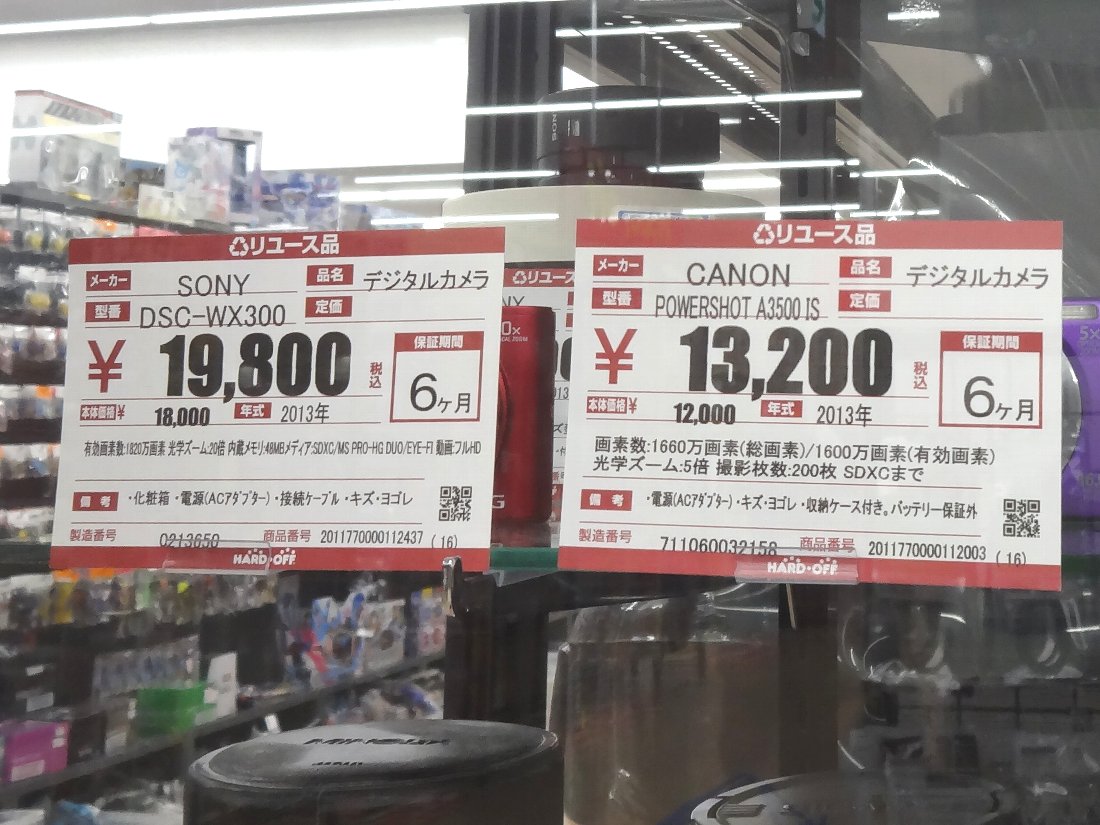 リユース品
メーカー SONY 品名 デジタルカメラ
型番 DSC-WX300 定価
¥ 19,800 税込 保証期間
6ヶ月
本体価格¥ 18,000 年式 2013年
有効画素数:1820万画素 光学ズーム:20倍 内蔵メモリ:48MBメディア:SDXC/MS PRO-HG DUO/EYE-FI 動画:フルHD
備考 ・化粧箱 ・電源(ACアダプター) ・接続ケーブル ・キズ・ヨゴレ
製造番号 0213650 商品番号 2011770000112437 (16)
HARD・OFF
リユース品
メーカー CANON 品名 デジタルカメラ
型番 POWERSHOT A3500 IS 定価
¥ 13,200 税込 保証期間
6ヶ月
本体価格¥ 12,000 年式 2013年
画素数:1660万画素(総画素)/1600万画素(有効画素)
光学ズーム:5倍 撮影枚数:200枚 SDXCまで
備考 ・電源(ACアダプター)・キズ・ヨゴレ・収納ケース付き。バッテリー保証外
製造番号 711060032158 商品番号 2011770000112003 (16)
HARD・OFF
リユース品
SONY
5x
MINOLTA